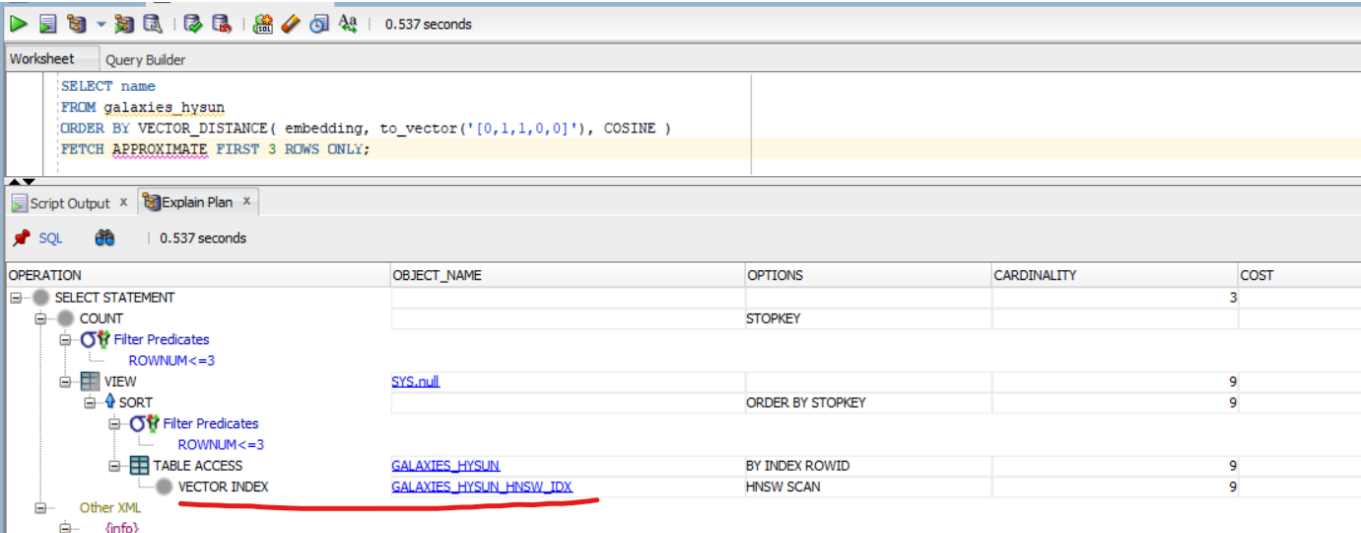 0.537 seconds
Worksheet Query Builder
SELECT name
FROM galaxies_hysun
ORDER BY VECTOR_DISTANCE( embedding, to_vector('[0,1,1,0,0]'), COSINE )
FETCH APPROXIMATE FIRST 3 ROWS ONLY;
Script Output x Explain Plan x
SQL 0.537 seconds
OPERATION OBJECT_NAME OPTIONS CARDINALITY COST
SELECT STATEMENT 3
COUNT STOPKEY
Filter Predicates
ROWNUM<=3
VIEW SYS.null 9
SORT ORDER BY STOPKEY 9
Filter Predicates
ROWNUM<=3
TABLE ACCESS GALAXIES_HYSUN BY INDEX ROWID 9
VECTOR INDEX GALAXIES_HYSUN_HNSW_IDX HNSW SCAN 9
Other XML
{info}